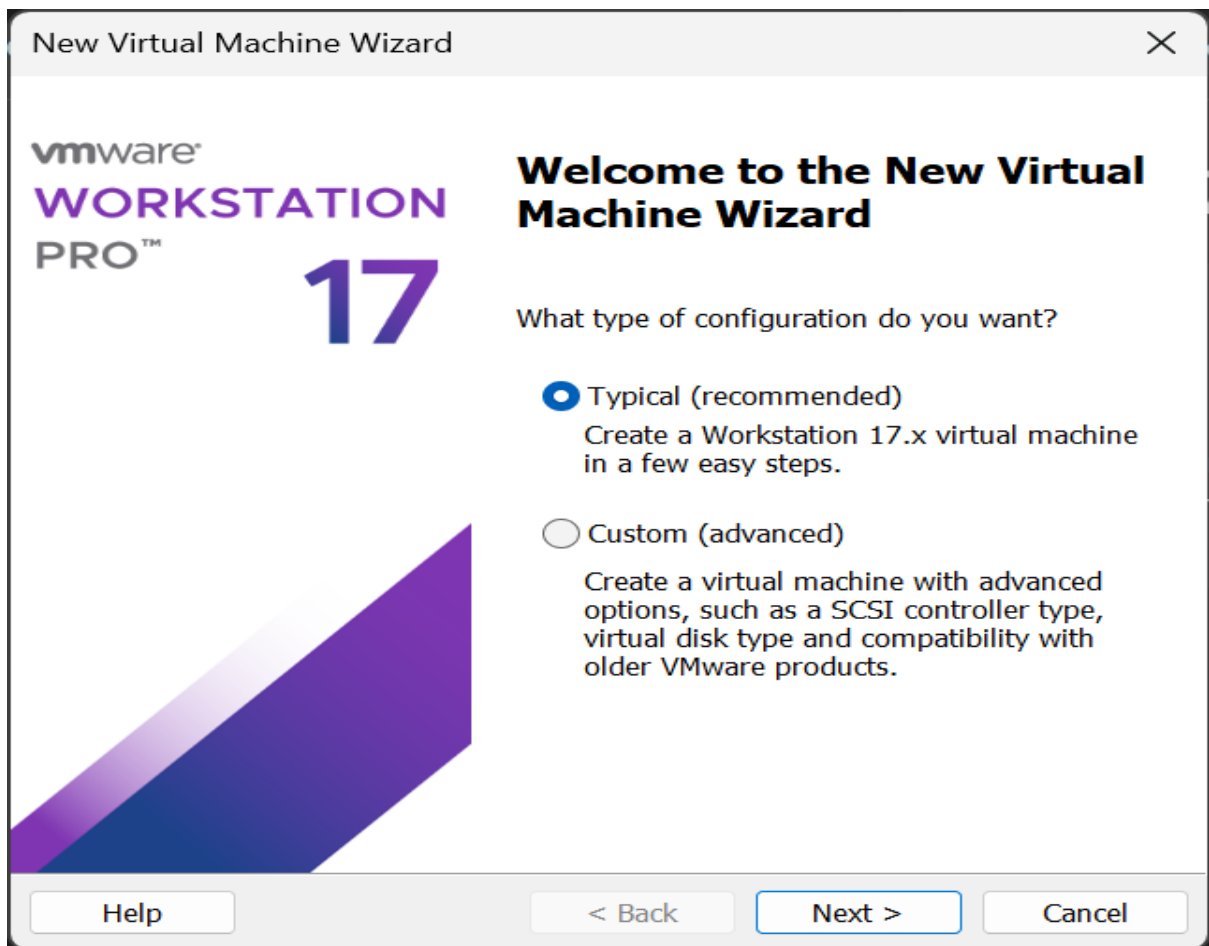 New Virtual Machine Wizard
vmware®
WORKSTATION
PRO™
17
Welcome to the New Virtual
Machine Wizard
What type of configuration do you want?
Typical (recommended)
Create a Workstation 17.x virtual machine
in a few easy steps.
Custom (advanced)
Create a virtual machine with advanced
options, such as a SCSI controller type,
virtual disk type and compatibility with
older VMware products.
Help
< Back
Next >
Cancel